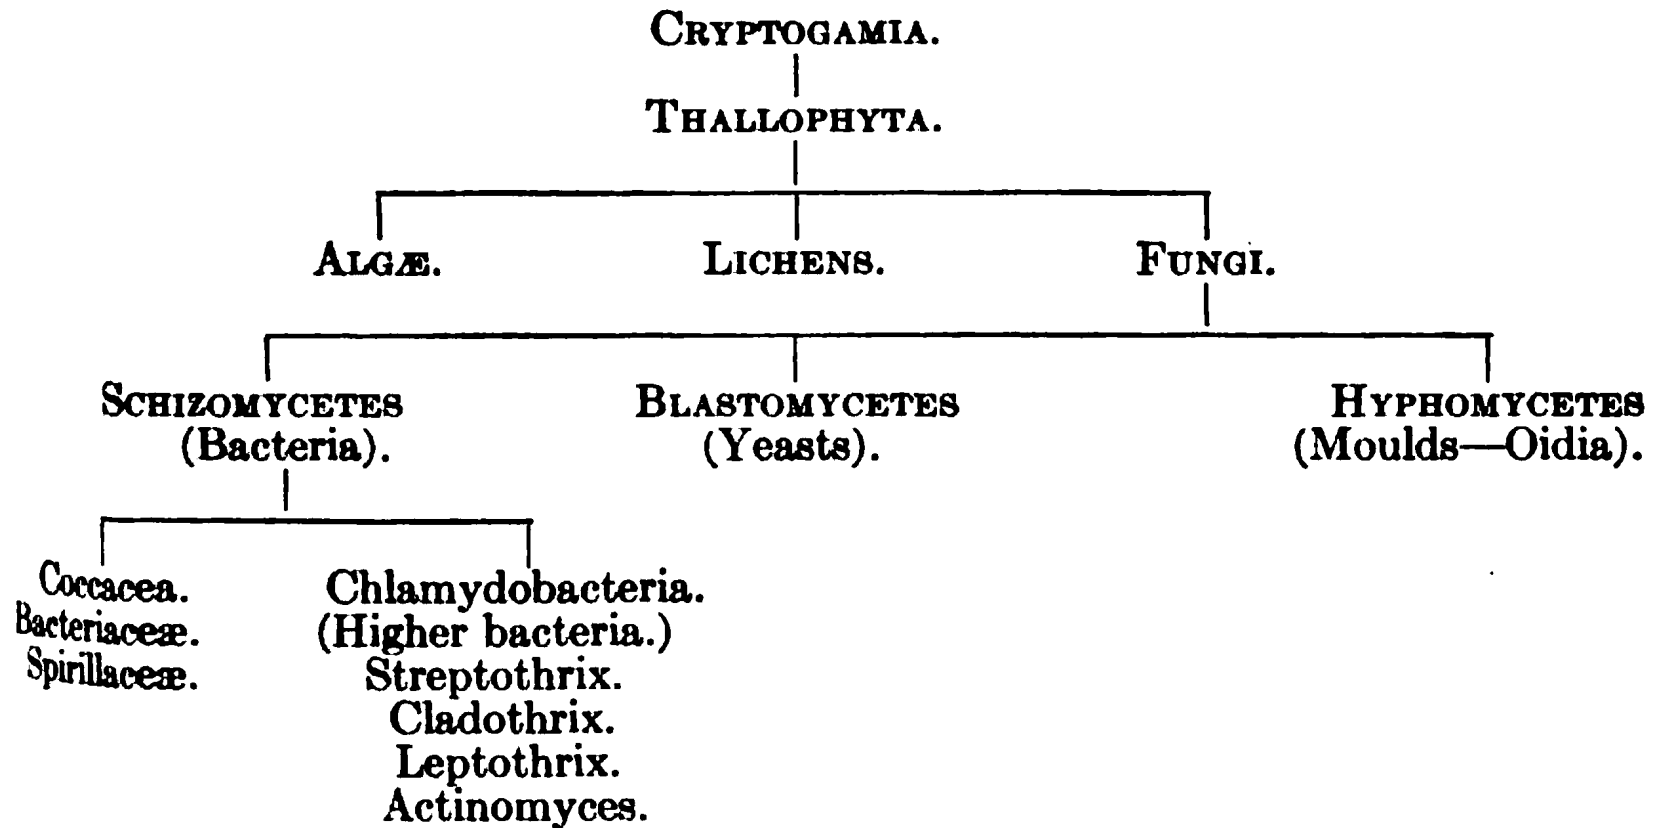 CRYPTOGAMIA.
THALLOPHYTA.
ALGÆ. LICHENS. FUNGI.
SCHIZOMYCETES BLASTOMYCETES HYPHOMYCETES
(Bacteria). (Yeasts). (Moulds—Oidia).
Coccacea. Chlamydobacteria.
Bacteriaceæ. (Higher bacteria.)
Spirillaceæ. Streptothrix.
Cladothrix.
Leptothrix.
Actinomyces.